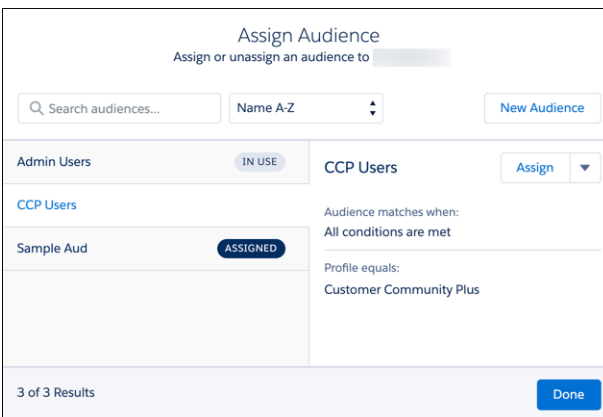 Assign Audience
Assign or unassign an audience to
Search audiences...
Name A-Z
New Audience
Admin Users
IN USE
CCP Users
Sample Aud
ASSIGNED
CCP Users
Assign
Audience matches when:
All conditions are met
Profile equals:
Customer Community Plus
3 of 3 Results
Done